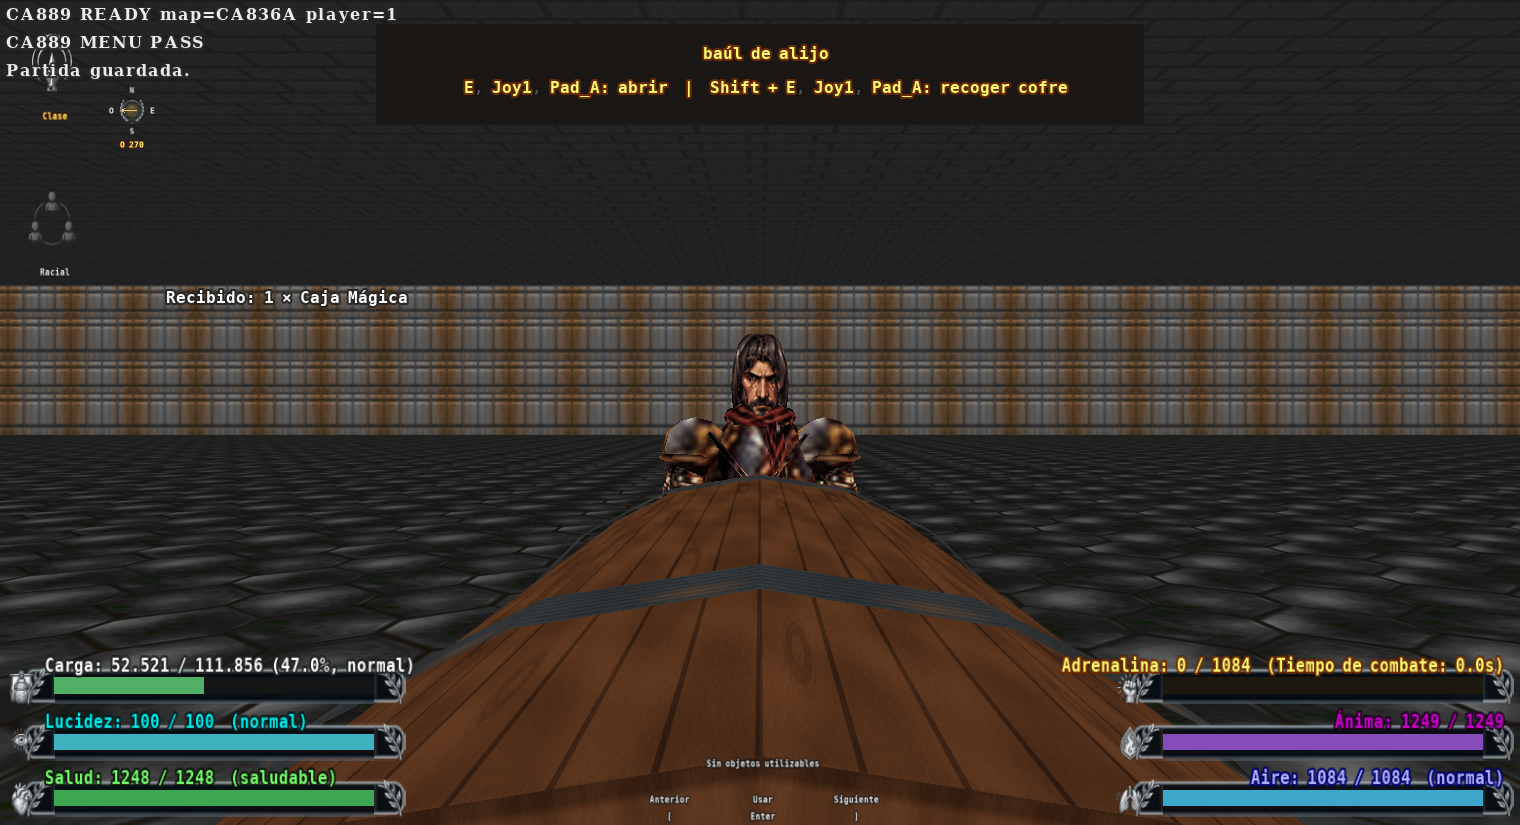 CA889 READY map=CA836A player=1
CA889 MENU PASS
Partida guardada.
baúl de alijo
E, Joy1, Pad_A: abrir | Shift + E, Joy1, Pad_A: recoger cofre
N
O E
S
O 270
Clase
Racial
Recibido: 1 × Caja Mágica
Carga: 52.521 / 111.856 (47.0%, normal)
Lucidez: 100 / 100 (normal)
Salud: 1248 / 1248 (saludable)
Adrenalina: 0 / 1084 (Tiempo de combate: 0.0s)
Ánima: 1249 / 1249
Aire: 1084 / 1084 (normal)
Sin objetos utilizables
Anterior Usar Siguiente
[ Enter ]